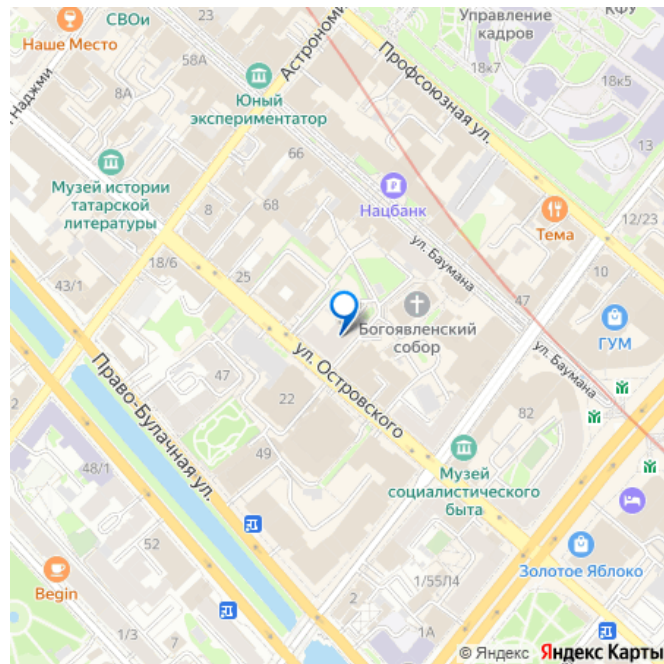 СВОи
Наше Место
58А
Астрономи
Управление
кадров
КФУ
18к7
18к5
Профсоюзная ул.
Наджми
8А
Юный
экспериментатор
13
66
Музей истории
татарской
литературы
8
68
Нацбанк
Тема
12/23
18/6
25
ул. Баумана
10
43/1
47
Богоявленский
собор
ГУМ
ул. Баумана
ул. Островского
Право-Булачная ул.
47
22
82
49
Музей
социалистического
быта
48/1
52
Begin
Золотое Яблоко
2
1/55/14
1/3
1А
© Яндекс Яндекс Карты